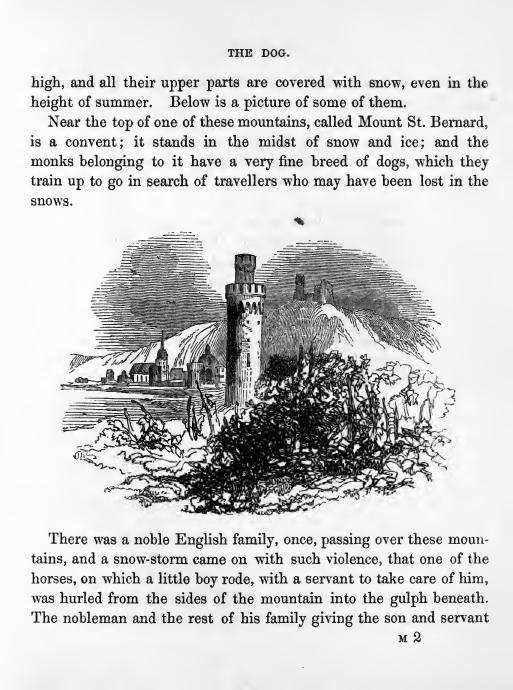 THE DOG.
high, and all their upper parts are covered with snow, even in the
height of summer. Below is a picture of some of them.
Near the top of one of these mountains, called Mount St. Bernard,
is a convent; it stands in the midst of snow and ice; and the
monks belonging to it have a very fine breed of dogs, which they
train up to go in search of travellers who may have been lost in the
snows.
There was a noble English family, once, passing over these moun-
tains, and a snow-storm came on with such violence, that one of the
horses, on which a little boy rode, with a servant to take care of him,
was hurled from the sides of the mountain into the gulph beneath.
The nobleman and the rest of his family giving the son and servant
M 2